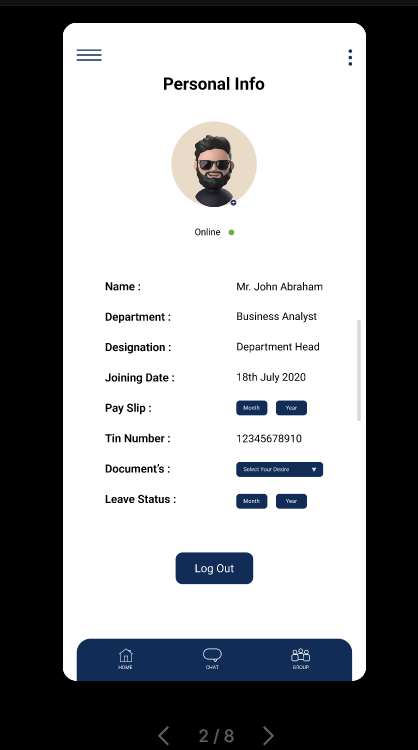 Personal Info
Online
Name : Mr. John Abraham
Department : Business Analyst
Designation : Department Head
Joining Date : 18th July 2020
Pay Slip : Month Year
Tin Number : 12345678910
Document's : Select Your Desire
Leave Status : Month Year
Log Out
HOME CHAT GROUP
2 / 8